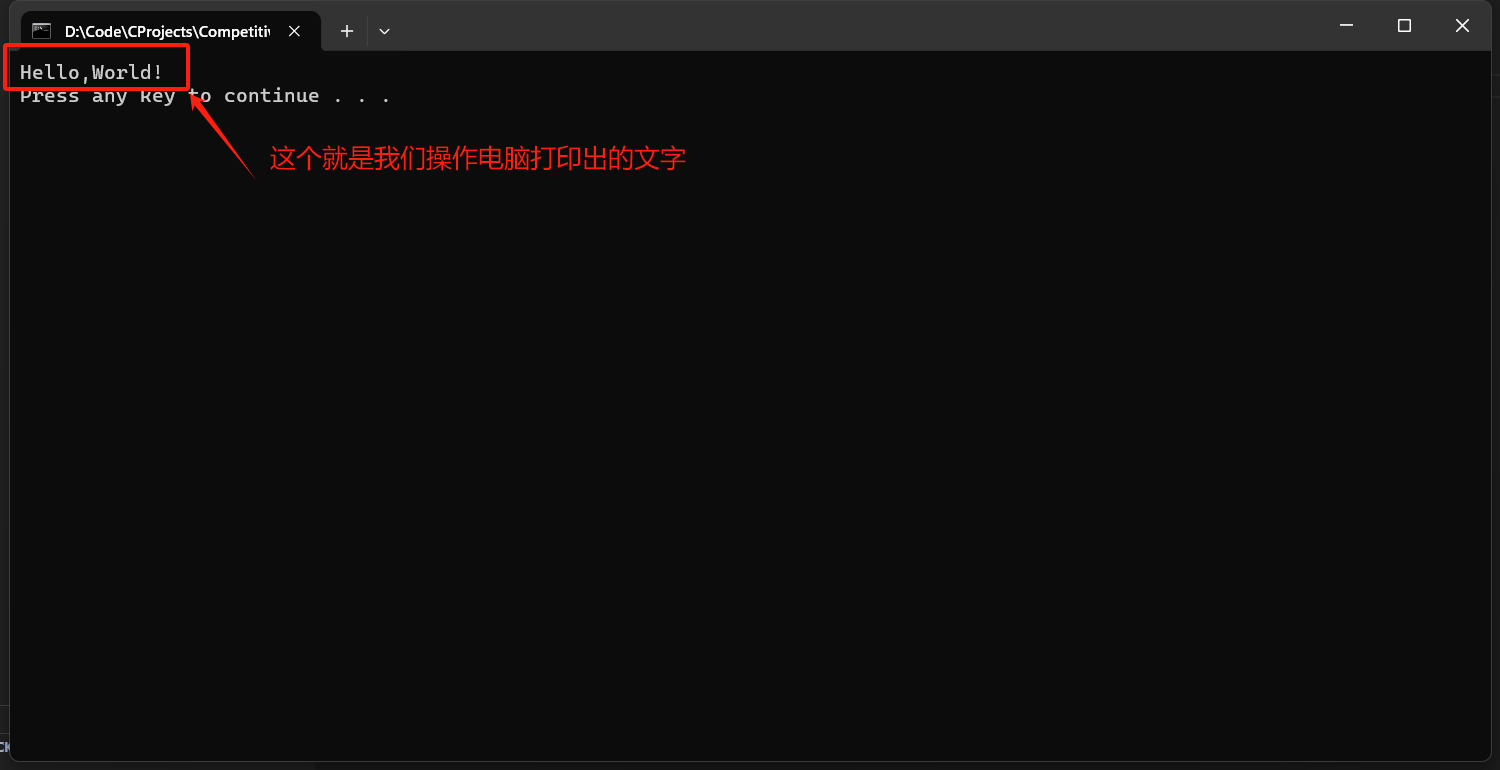 D:\Code\CProjects\Competitiv
Hello,World!
Press any key to continue . . .
这个就是我们操作电脑打印出的文字